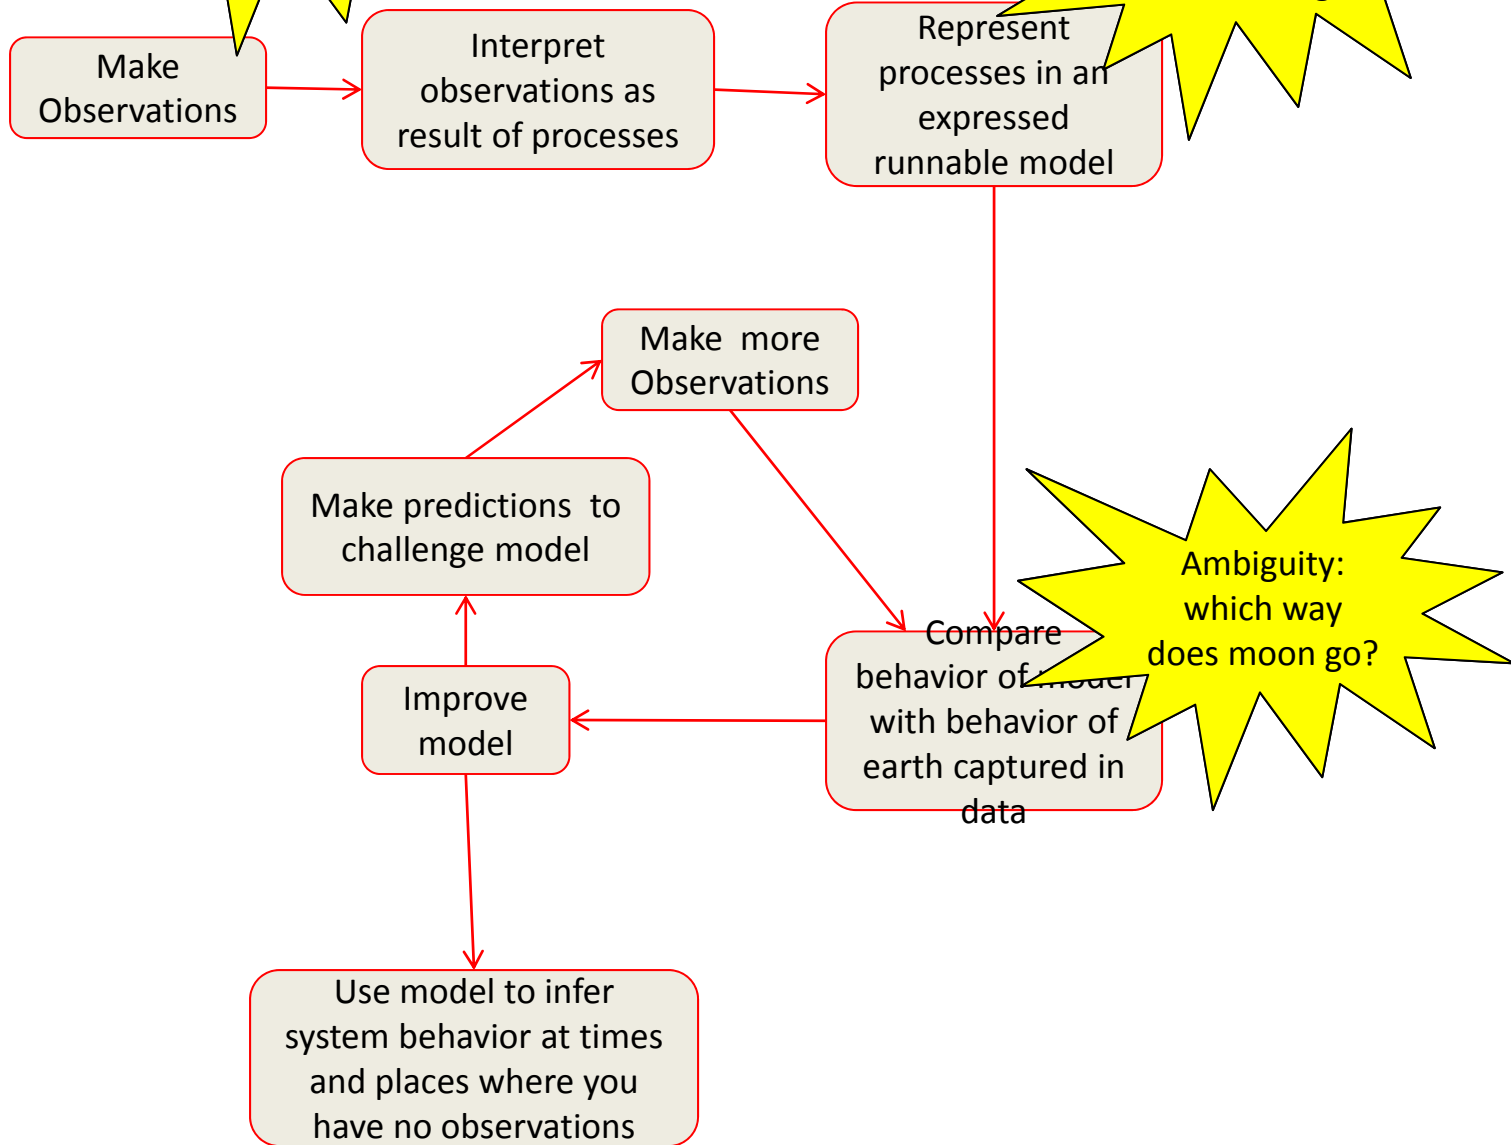 Make
Observations
Interpret
observations as
result of processes
Represent
processes in an
expressed
runnable model
Make more
Observations
Make predictions to
challenge model
Ambiguity:
which way
does moon go?
Compare
behavior of model
with behavior of
earth captured in
data
Improve
model
Use model to infer
system behavior at times
and places where you
have no observations